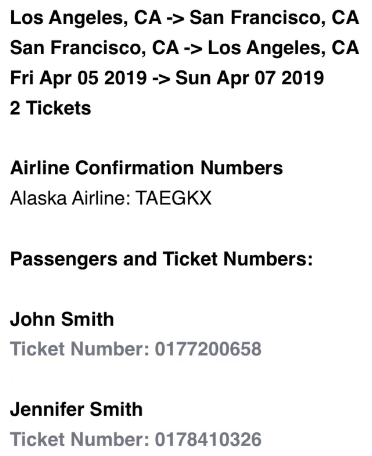 Los Angeles, CA -> San Francisco, CA
San Francisco, CA -> Los Angeles, CA
Fri Apr 05 2019 -> Sun Apr 07 2019
2 Tickets
Airline Confirmation Numbers
Alaska Airline: TAEGKX
Passengers and Ticket Numbers:
John Smith
Ticket Number: 0177200658
Jennifer Smith
Ticket Number: 0178410326